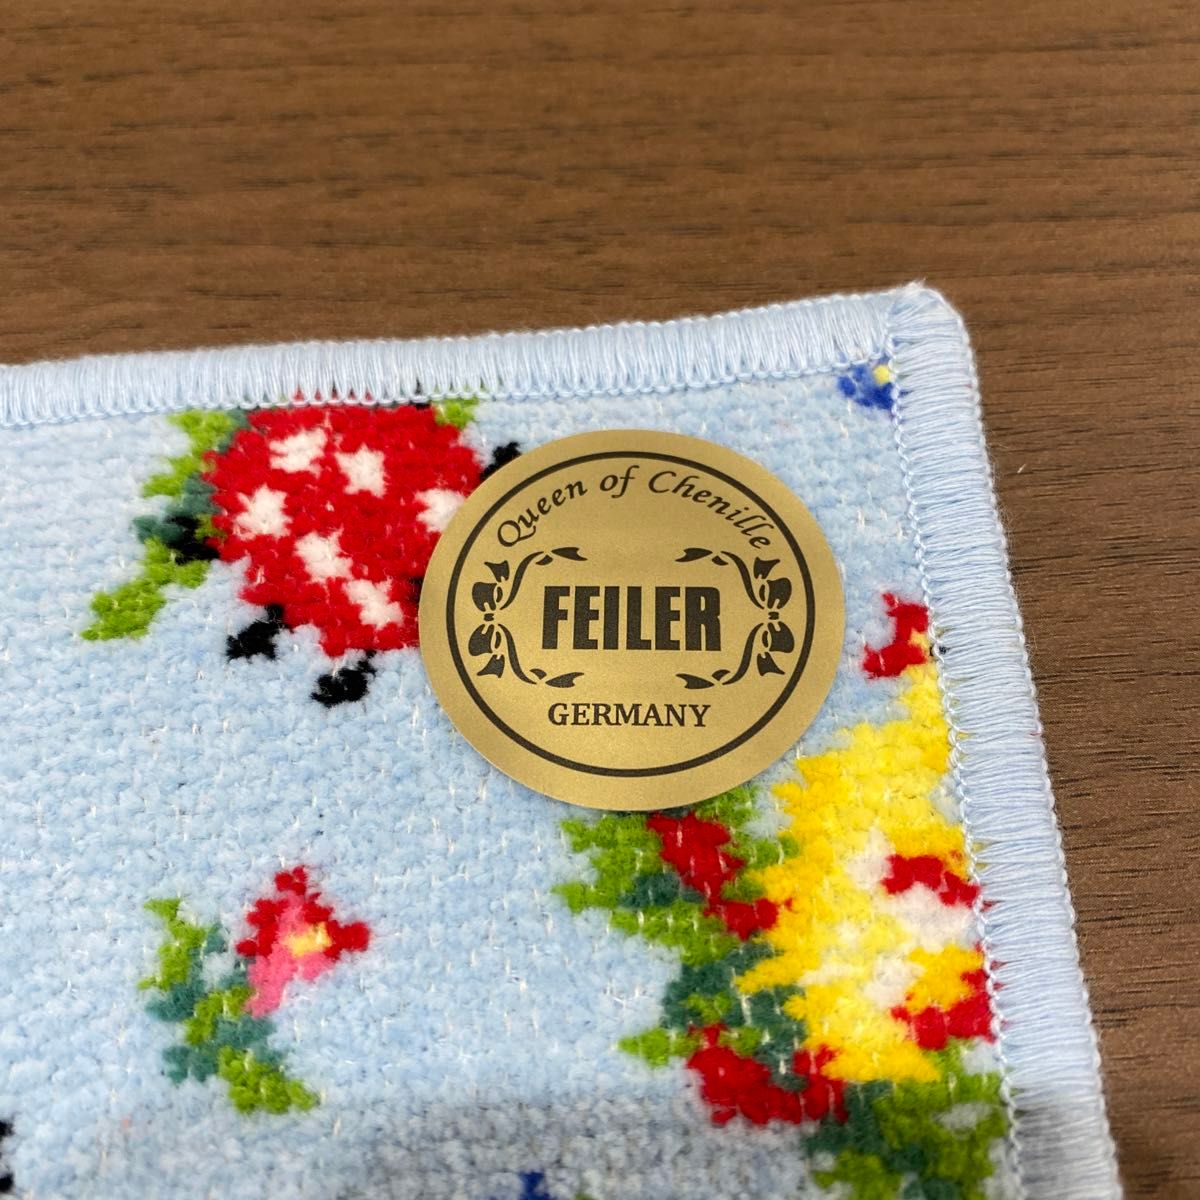 Queen of Chenille
FEILER
GERMANY